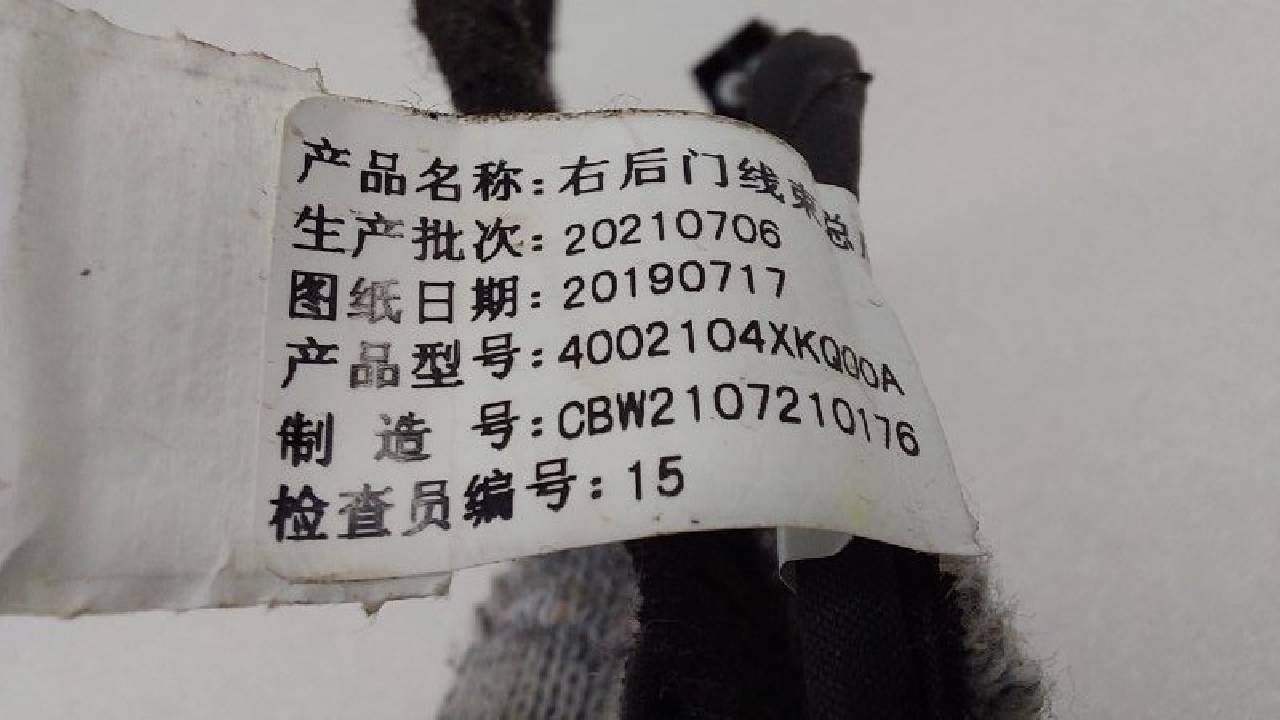 产品名称:右后门线束总
生产批次:20210706
图纸日期:20190717
产品型号:4002104XKQ00A
制 造 号:CBW2107210176
检查员编号:15